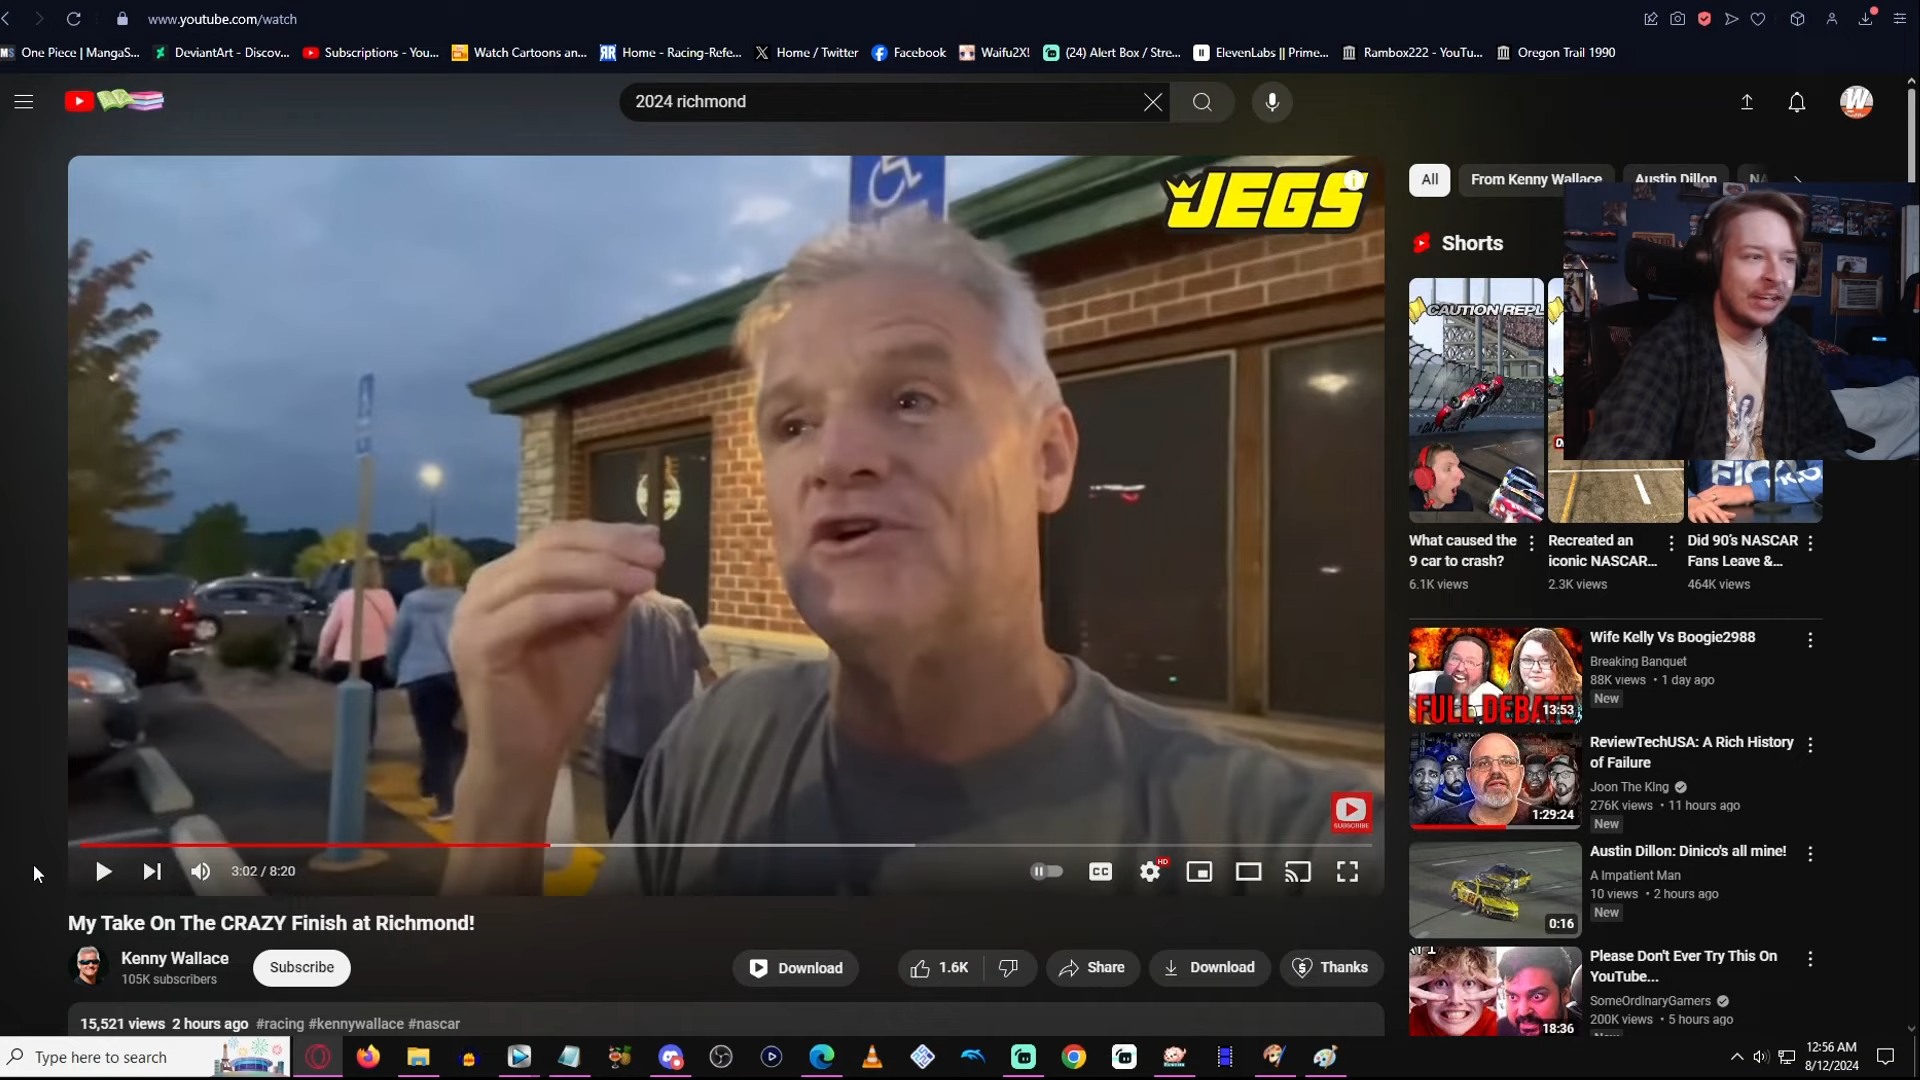 www.youtube.com/watch
One Piece | MangaS...
DeviantArt - Discov...
Subscriptions - You...
Watch Cartoons an...
Home - Racing-Refe...
Home / Twitter
Facebook
Waifu2X!
(24) Alert Box / Stre...
ElevenLabs || Prime...
Rambox222 - YouTu...
Oregon Trail 1990
2024 richmond
JEGS
SUBSCRIBE
3:02 / 8:20
CC
HD
My Take On The CRAZY Finish at Richmond!
Kenny Wallace
105K subscribers
Subscribe
Download
1.6K
Share
Download
Thanks
15,521 views 2 hours ago #racing #kennywallace #nascar
All
From Kenny Wallace
Austin Dillon
NA
Shorts
CAUTION REPL
What caused the
9 car to crash?
6.1K views
Recreated an
iconic NASCAR...
2.3K views
Did 90's NASCAR
Fans Leave &...
464K views
FULL DEBATE
13:53
Wife Kelly Vs Boogie2988
Breaking Banquet
88K views • 1 day ago
New
1:29:24
ReviewTechUSA: A Rich History
of Failure
Joon The King
276K views • 11 hours ago
New
0:16
Austin Dillon: Dinico's all mine!
A Impatient Man
10 views • 2 hours ago
New
18:36
Please Don't Ever Try This On
YouTube...
SomeOrdinaryGamers
200K views • 5 hours ago
Type here to search
12:56 AM
8/12/2024